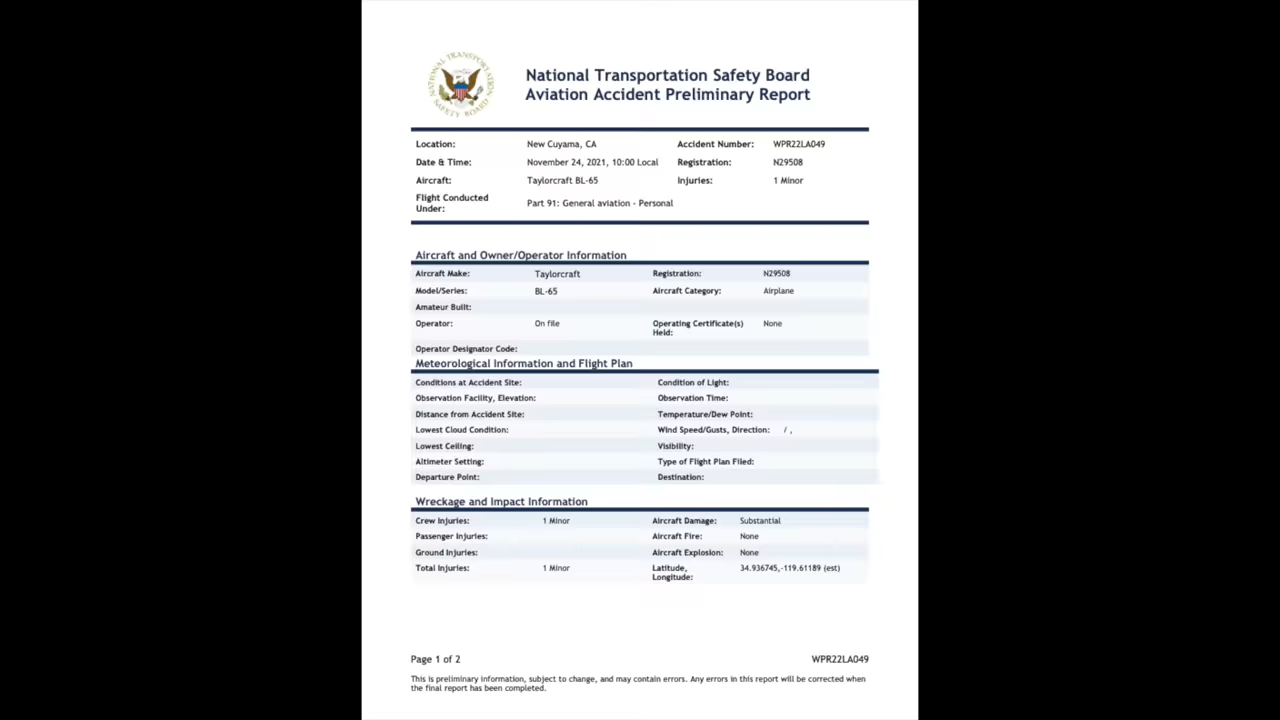 NATIONAL TRANSPORTATION SAFETY BOARD
National Transportation Safety Board
Aviation Accident Preliminary Report
Location: New Cuyama, CA Accident Number: WPR22LA049
Date & Time: November 24, 2021, 10:00 Local Registration: N29508
Aircraft: Taylorcraft BL-65 Injuries: 1 Minor
Flight Conducted
Under: Part 91: General aviation - Personal
Aircraft and Owner/Operator Information
Aircraft Make: Taylorcraft Registration: N29508
Model/Series: BL-65 Aircraft Category: Airplane
Amateur Built:
Operator: On file Operating Certificate(s) None
Held:
Operator Designator Code:
Meteorological Information and Flight Plan
Conditions at Accident Site: Condition of Light:
Observation Facility, Elevation: Observation Time:
Distance from Accident Site: Temperature/Dew Point:
Lowest Cloud Condition: Wind Speed/Gusts, Direction: / ,
Lowest Ceiling: Visibility:
Altimeter Setting: Type of Flight Plan Filed:
Departure Point: Destination:
Wreckage and Impact Information
Crew Injuries: 1 Minor Aircraft Damage: Substantial
Passenger Injuries: Aircraft Fire: None
Ground Injuries: Aircraft Explosion: None
Total Injuries: 1 Minor Latitude, 34.936745,-119.61189 (est)
Longitude:
Page 1 of 2 WPR22LA049
This is preliminary information, subject to change, and may contain errors. Any errors in this report will be corrected when
the final report has been completed.